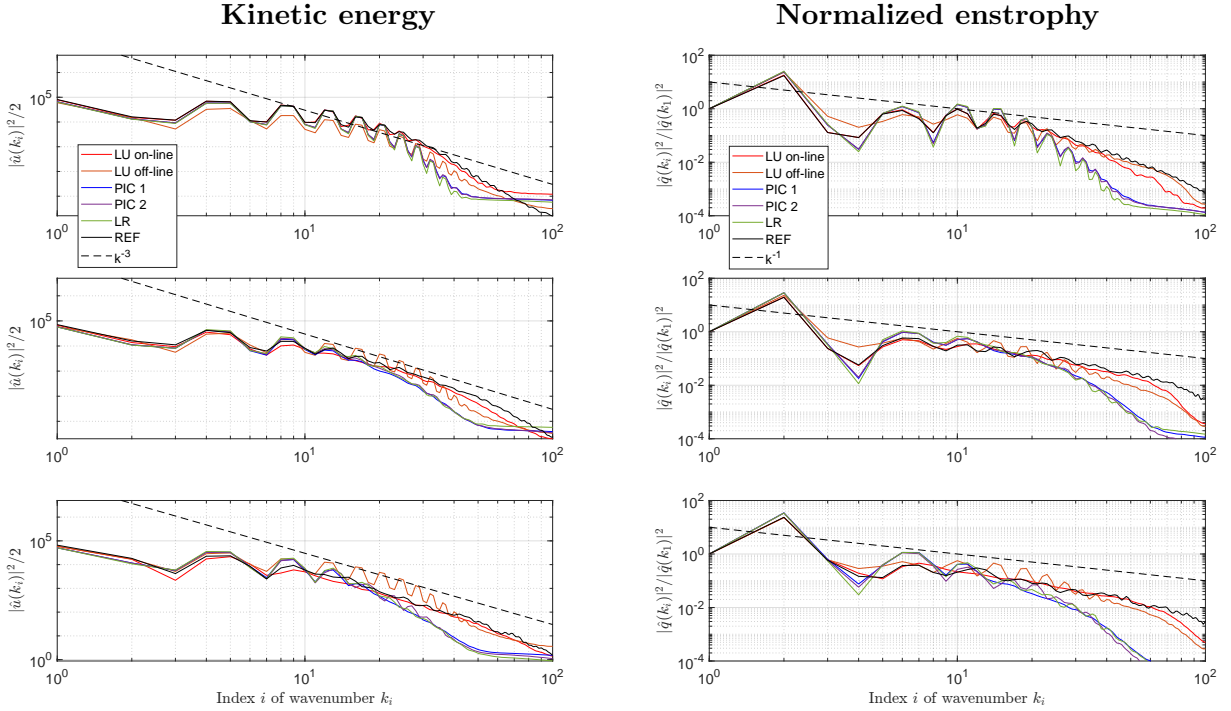 Kinetic energy
Normalized enstrophy
|û(k_i)|²/2
10^5
LU on-line
LU off-line
PIC 1
PIC 2
LR
REF
k^-3
10^0
10^1
10^2
|q̂(k_i)|²/|q̂(k_1)|²
10^2
10^0
10^-2
10^-4
LU on-line
LU off-line
PIC 1
PIC 2
LR
REF
k^-1
10^0
10^1
10^2
|û(k_i)|²/2
10^5
10^0
10^1
10^2
|q̂(k_i)|²/|q̂(k_1)|²
10^2
10^0
10^-2
10^-4
10^0
10^1
10^2
|û(k_i)|²/2
10^5
10^0
10^0
10^1
10^2
Index i of wavenumber k_i
|q̂(k_i)|²/|q̂(k_1)|²
10^2
10^0
10^-2
10^-4
10^0
10^1
10^2
Index i of wavenumber k_i